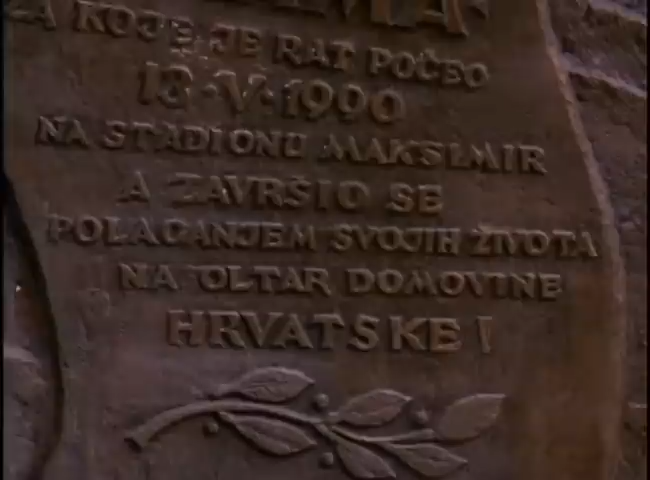 ZA KOJE JE RAT POČEO
13·V·1990
NA STADIONU MAKSIMIR
A ZAVRŠIO SE
POLAGANJEM SVOJIH ŽIVOTA
NA OLTAR DOMOVINE
HRVATSKE!